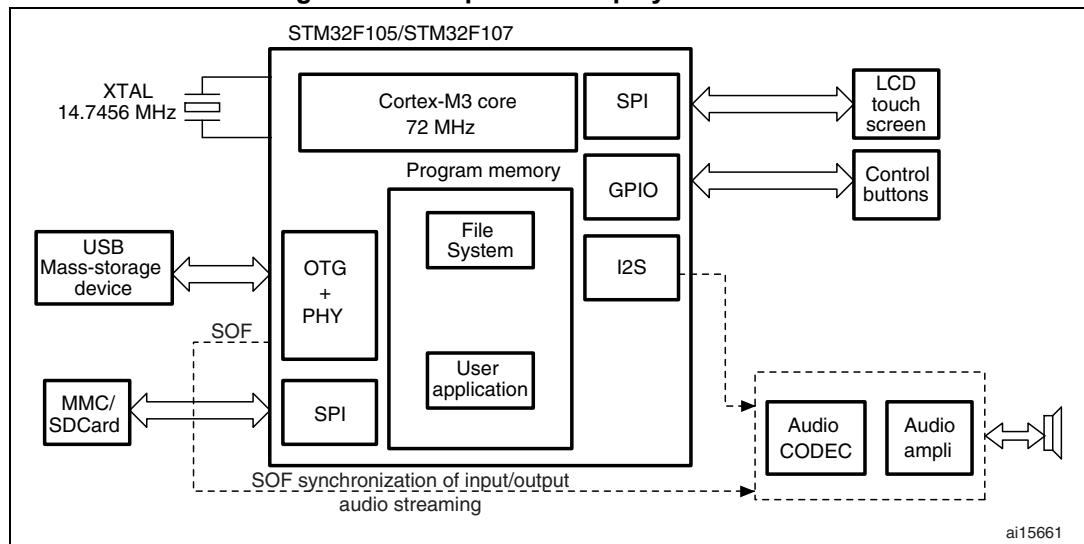 STM32F105/STM32F107
XTAL
14.7456 MHz
Cortex-M3 core
72 MHz
SPI
LCD
touch
screen
Program memory
GPIO
Control
buttons
File
System
I2S
USB
Mass-storage
device
OTG
+
PHY
SOF
User
application
MMC/
SDCard
SPI
Audio
CODEC
Audio
ampli
SOF synchronization of input/output
audio streaming
ai15661